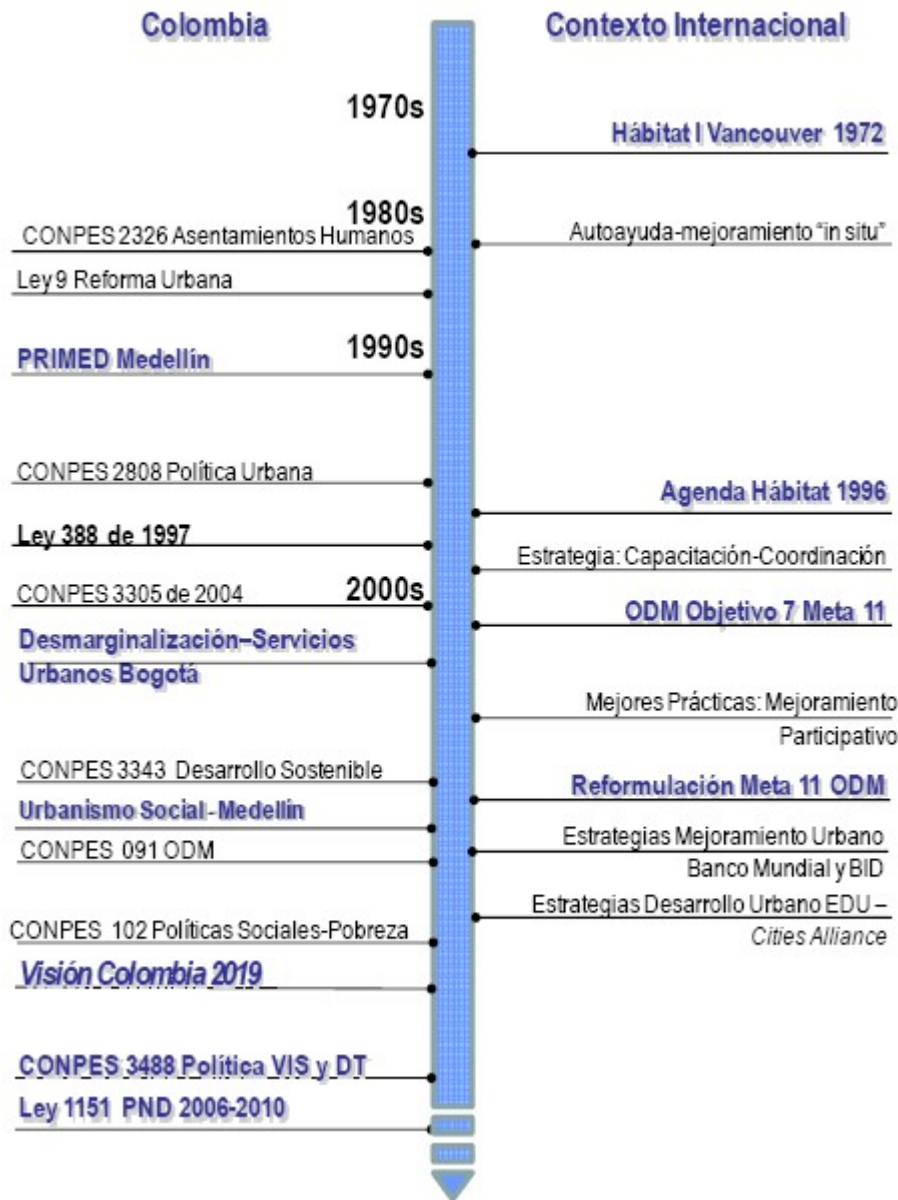 Colombia
Contexto Internacional
1970s
Hábitat I Vancouver 1972
1980s
CONPES 2326 Asentamientos Humanos
Autoayuda-mejoramiento “in situ”
Ley 9 Reforma Urbana
1990s
PRIMED Medellín
CONPES 2808 Política Urbana
Agenda Hábitat 1996
Ley 388 de 1997
Estrategia: Capacitación-Coordinación
CONPES 3305 de 2004
2000s
ODM Objetivo 7 Meta 11
Desmarginalización–Servicios
Urbanos Bogotá
Mejores Prácticas: Mejoramiento
Participativo
CONPES 3343 Desarrollo Sostenible
Reformulación Meta 11 ODM
Urbanismo Social - Medellín
Estrategias Mejoramiento Urbano
Banco Mundial y BID
CONPES 091 ODM
Estrategias Desarrollo Urbano EDU –
Cities Alliance
CONPES 102 Políticas Sociales-Pobreza
Visión Colombia 2019
CONPES 3488 Política VIS y DT
Ley 1151 PND 2006-2010